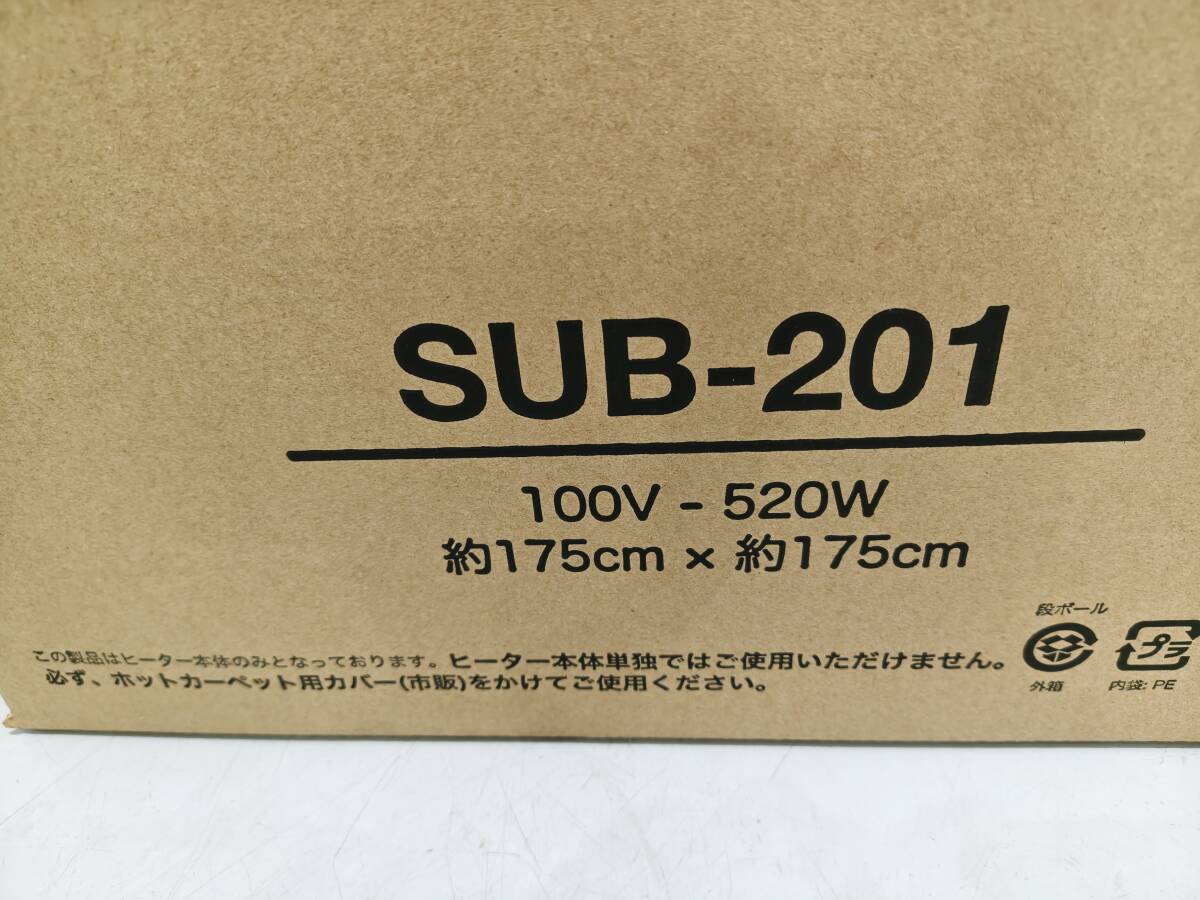 SUB-201
100V - 520W
約175cm × 約175cm
段ボール
プラ
この製品はヒーター本体のみとなっております。ヒーター本体単独ではご使用いただけません。
必ず、ホットカーペット用カバー(市販)をかけてご使用ください。
外箱
内袋: PE